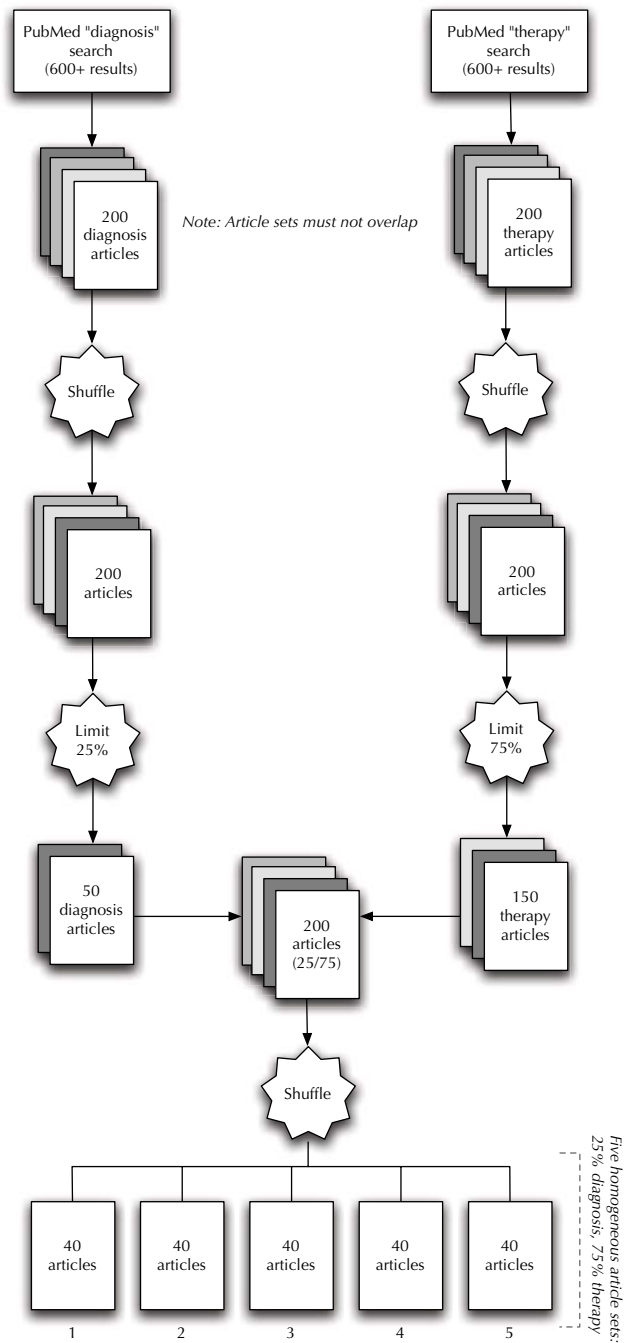 PubMed "diagnosis"
search
(600+ results)
PubMed "therapy"
search
(600+ results)
200
diagnosis
articles
Note: Article sets must not overlap
200
therapy
articles
Shuffle
Shuffle
200
articles
200
articles
Limit
25%
Limit
75%
50
diagnosis
articles
200
articles
(25/75)
150
therapy
articles
Shuffle
Five homogeneous article sets:
25% diagnosis, 75% therapy
40
articles
40
articles
40
articles
40
articles
40
articles
1
2
3
4
5